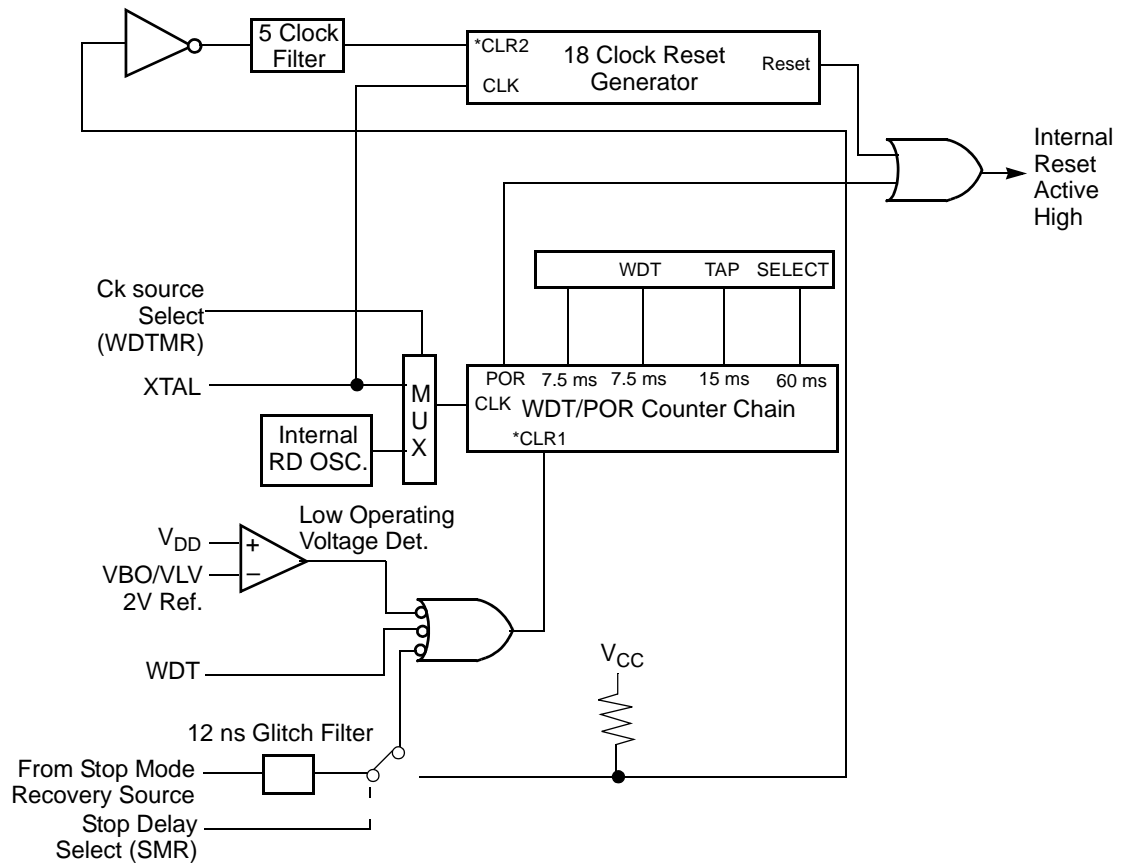 5 Clock
Filter
*CLR2
18 Clock Reset
Generator
Reset
CLK
Internal
Reset
Active
High
WDT TAP SELECT
Ck source
Select
(WDTMR)
XTAL
M
U
X
POR 7.5 ms 7.5 ms 15 ms 60 ms
CLK WDT/POR Counter Chain
*CLR1
Internal
RD OSC.
Low Operating
Voltage Det.
VDD
+
VBO/VLV
−
2V Ref.
WDT
VCC
12 ns Glitch Filter
From Stop Mode
Recovery Source
Stop Delay
Select (SMR)